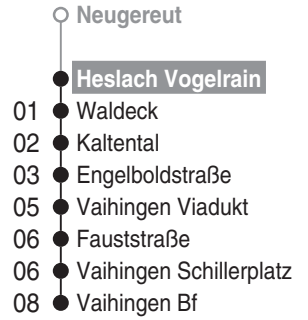 Neugereut
Heslach Vogelrain
01 Waldeck
02 Kaltental
03 Engelboldstraße
05 Vaihingen Viadukt
06 Fauststraße
06 Vaihingen Schillerplatz
08 Vaihingen Bf